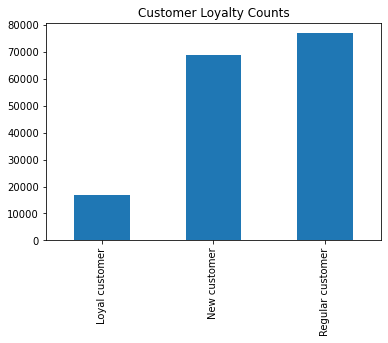 Customer Loyalty Counts
80000
70000
60000
50000
40000
30000
20000
10000
0
Loyal customer
New customer
Regular customer